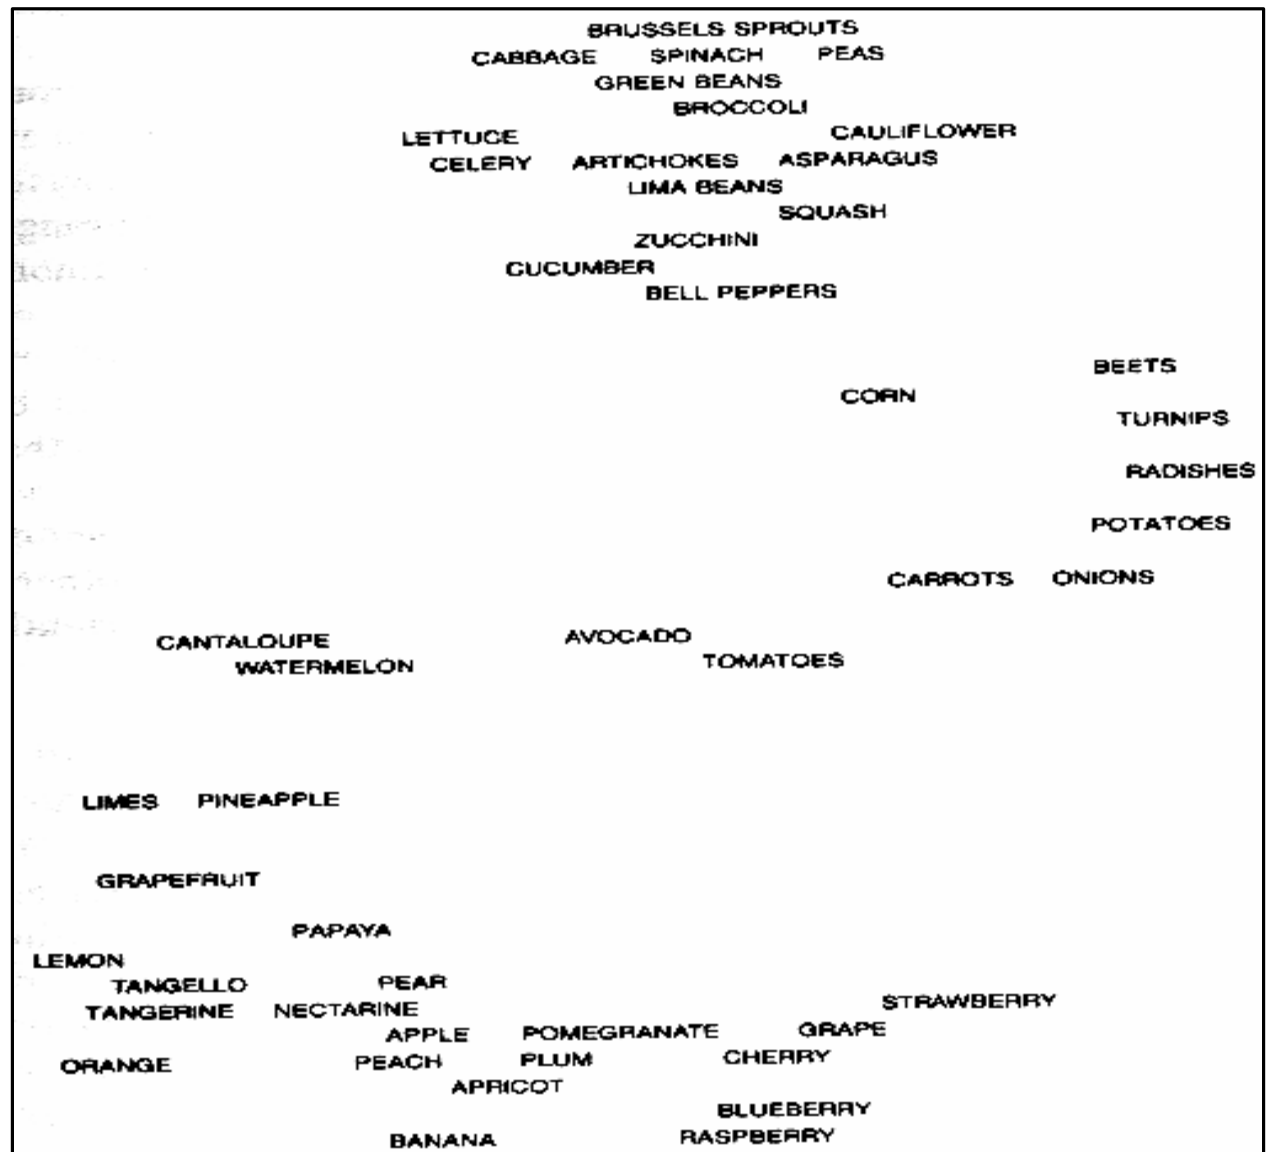 BRUSSELS SPROUTS
CABBAGE SPINACH PEAS
GREEN BEANS
BROCCOLI
LETTUCE CAULIFLOWER
CELERY ARTICHOKES ASPARAGUS
LIMA BEANS
SQUASH
ZUCCHINI
CUCUMBER
BELL PEPPERS
BEETS
CORN
TURNIPS
RADISHES
POTATOES
CARROTS ONIONS
CANTALOUPE AVOCADO
WATERMELON TOMATOES
LIMES PINEAPPLE
GRAPEFRUIT
PAPAYA
LEMON
TANGELLO PEAR
TANGERINE NECTARINE STRAWBERRY
APPLE POMEGRANATE GRAPE
ORANGE PEACH PLUM CHERRY
APRICOT
BLUEBERRY
BANANA RASPBERRY